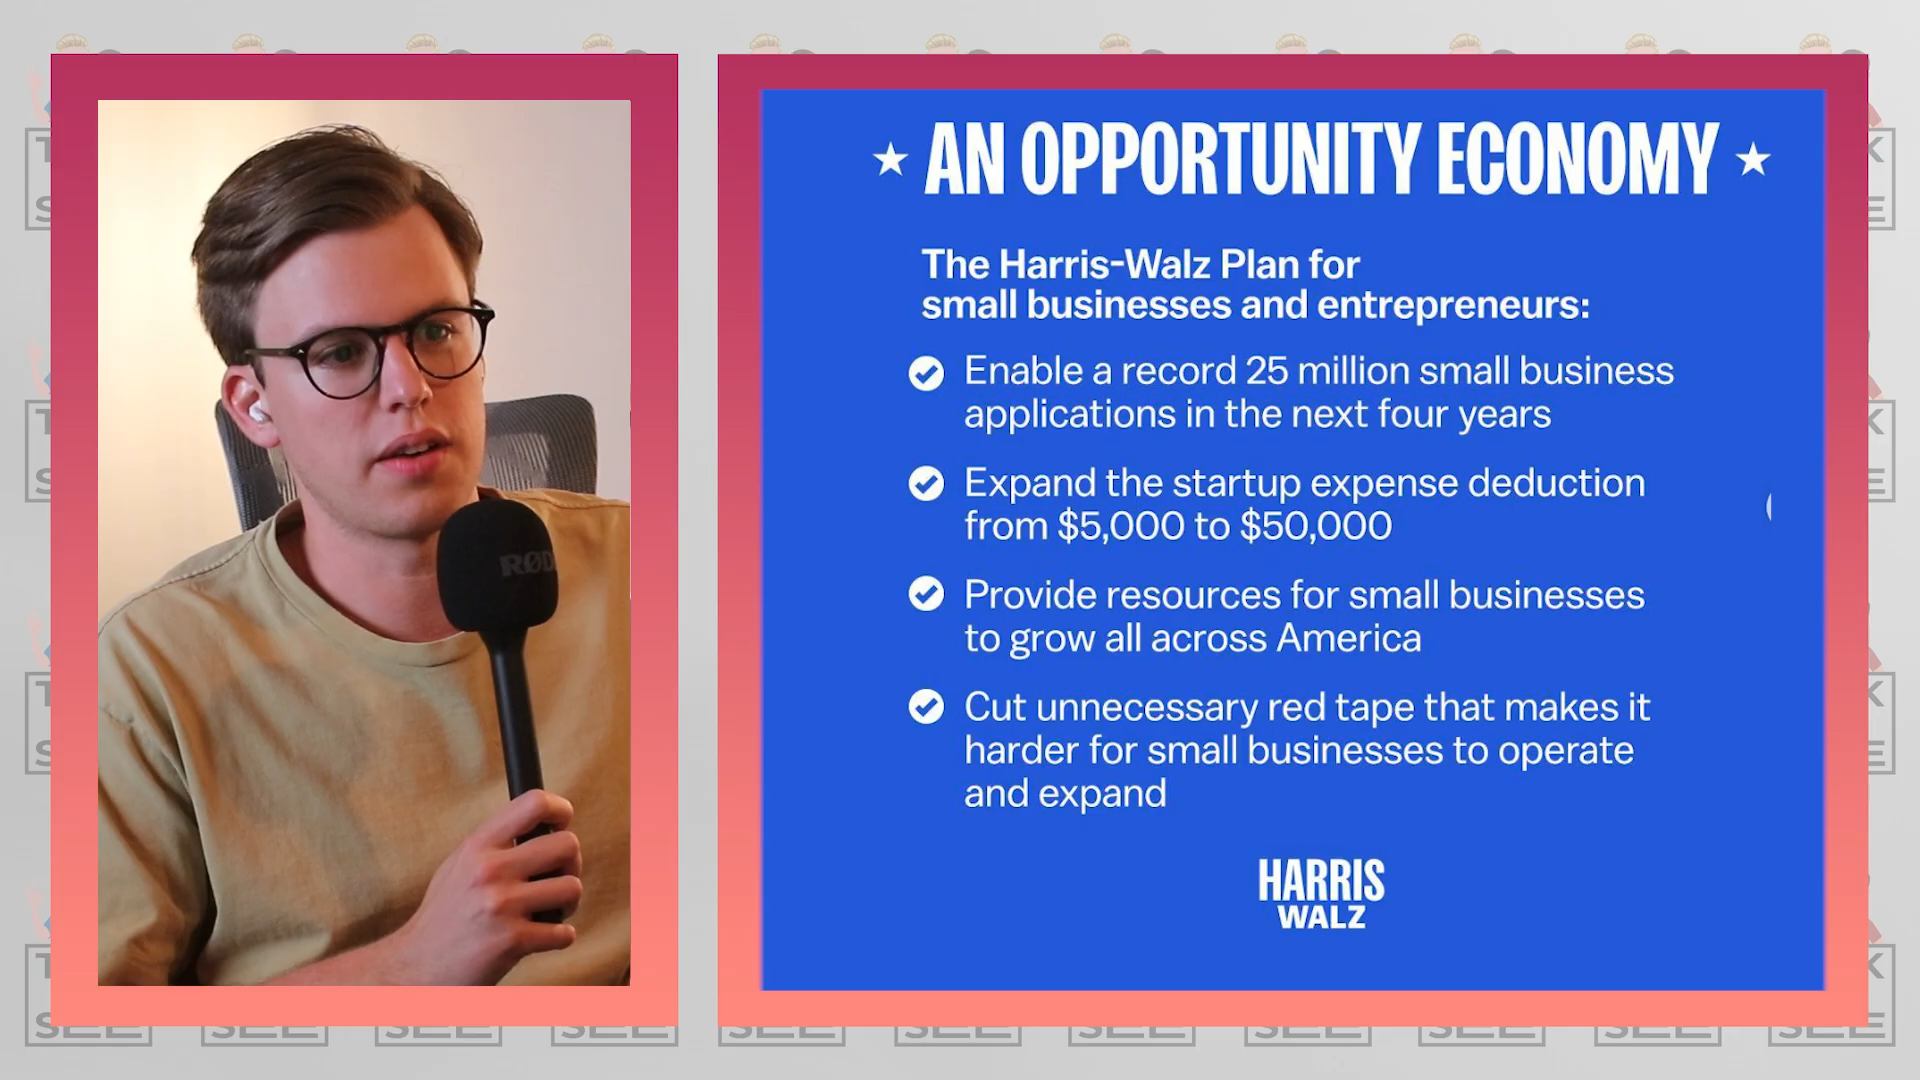 RØD
★ AN OPPORTUNITY ECONOMY ★
The Harris-Walz Plan for
small businesses and entrepreneurs:
Enable a record 25 million small business
applications in the next four years
Expand the startup expense deduction
from $5,000 to $50,000
Provide resources for small businesses
to grow all across America
Cut unnecessary red tape that makes it
harder for small businesses to operate
and expand
HARRIS
WALZ